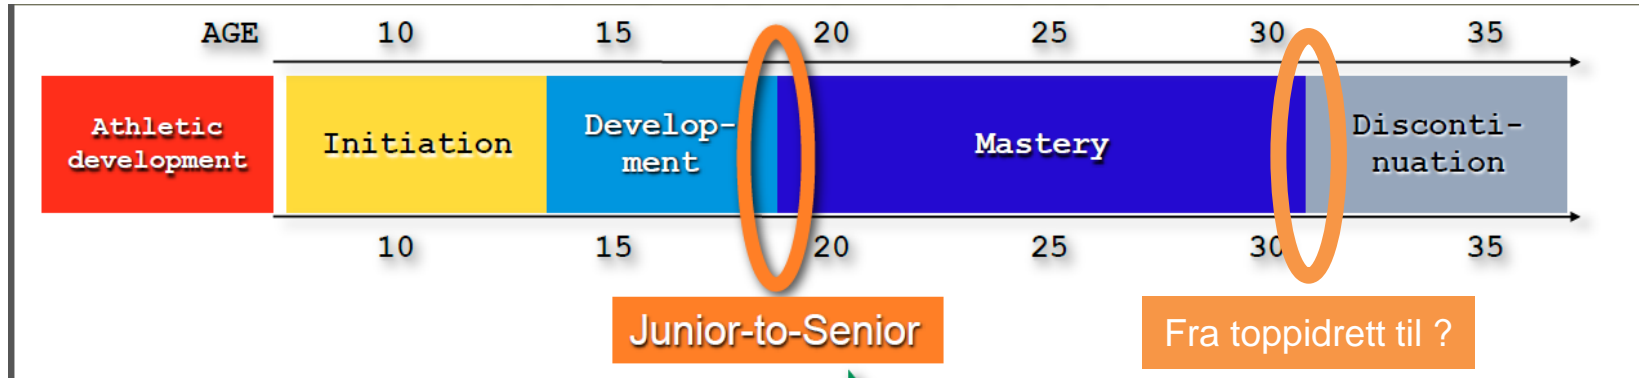 AGE 10 15 20 25 30 35
Athletic
development
Initiation
Develop-
ment
Mastery
Disconti-
nuation
10 15 20 25 30 35
Junior-to-Senior
Fra toppidrett til ?